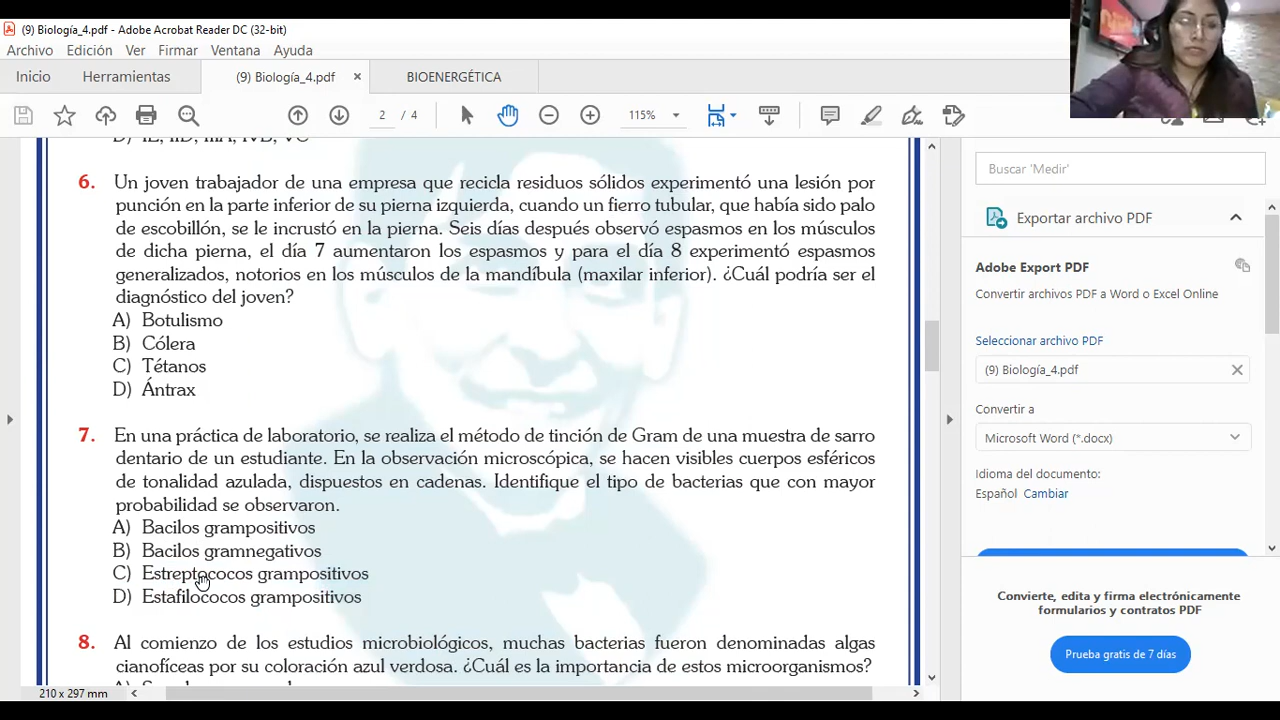 (9) Biología_4.pdf - Adobe Acrobat Reader DC (32-bit)
Archivo Edición Ver Firmar Ventana Ayuda
Inicio Herramientas (9) Biología_4.pdf × BIOENERGÉTICA
2 / 4 115%
6. Un joven trabajador de una empresa que recicla residuos sólidos experimentó una lesión por
punción en la parte inferior de su pierna izquierda, cuando un fierro tubular, que había sido palo
de escobillón, se le incrustó en la pierna. Seis días después observó espasmos en los músculos
de dicha pierna, el día 7 aumentaron los espasmos y para el día 8 experimentó espasmos
generalizados, notorios en los músculos de la mandíbula (maxilar inferior). ¿Cuál podría ser el
diagnóstico del joven?
A) Botulismo
B) Cólera
C) Tétanos
D) Ántrax
7. En una práctica de laboratorio, se realiza el método de tinción de Gram de una muestra de sarro
dentario de un estudiante. En la observación microscópica, se hacen visibles cuerpos esféricos
de tonalidad azulada, dispuestos en cadenas. Identifique el tipo de bacterias que con mayor
probabilidad se observaron.
A) Bacilos grampositivos
B) Bacilos gramnegativos
C) Estreptococos grampositivos
D) Estafilococos grampositivos
8. Al comienzo de los estudios microbiológicos, muchas bacterias fueron denominadas algas
cianofíceas por su coloración azul verdosa. ¿Cuál es la importancia de estos microorganismos?
210 x 297 mm
Buscar 'Medir'
Exportar archivo PDF
Adobe Export PDF
Convertir archivos PDF a Word o Excel Online
Seleccionar archivo PDF
(9) Biología_4.pdf ×
Convertir a
Microsoft Word (*.docx)
Idioma del documento:
Español Cambiar
Convierte, edita y firma electrónicamente
formularios y contratos PDF
Prueba gratis de 7 días